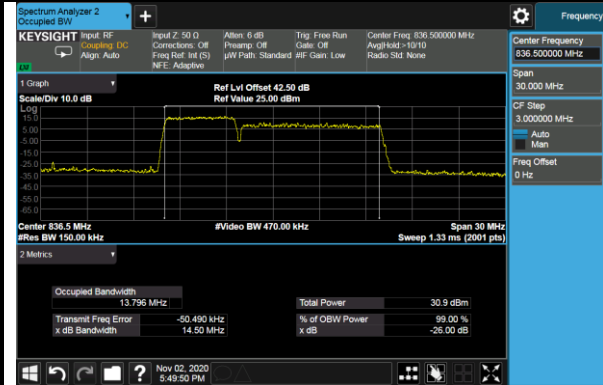 Spectrum Analyzer 2
Occupied BW
Frequency
KEYSIGHT
Input: RF
Coupling: DC
Align: Auto
Input Z: 50 Ω
Corrections: Off
Freq Ref: Int (S)
NFE: Adaptive
Atten: 6 dB
Preamp: Off
µW Path: Standard
Trig: Free Run
Gate: Off
#IF Gain: Low
Center Freq: 836.500000 MHz
Avg|Hold:>10/10
Radio Std: None
Center Frequency
836.500000 MHz
Span
30.000 MHz
CF Step
3.000000 MHz
Auto
Man
Freq Offset
0 Hz
1 Graph
Scale/Div 10.0 dB
Ref Lvl Offset 42.50 dB
Ref Value 25.00 dBm
Log
15.0
5.00
-5.00
-15.0
-25.0
-35.0
-45.0
-55.0
-65.0
Center 836.5 MHz
#Video BW 470.00 kHz
Span 30 MHz
#Res BW 150.00 kHz
Sweep 1.33 ms (2001 pts)
2 Metrics
Occupied Bandwidth
13.796 MHz
Total Power
30.9 dBm
Transmit Freq Error
-50.490 kHz
% of OBW Power
99.00 %
x dB Bandwidth
14.50 MHz
x dB
-26.00 dB
Nov 02, 2020
5:49:50 PM